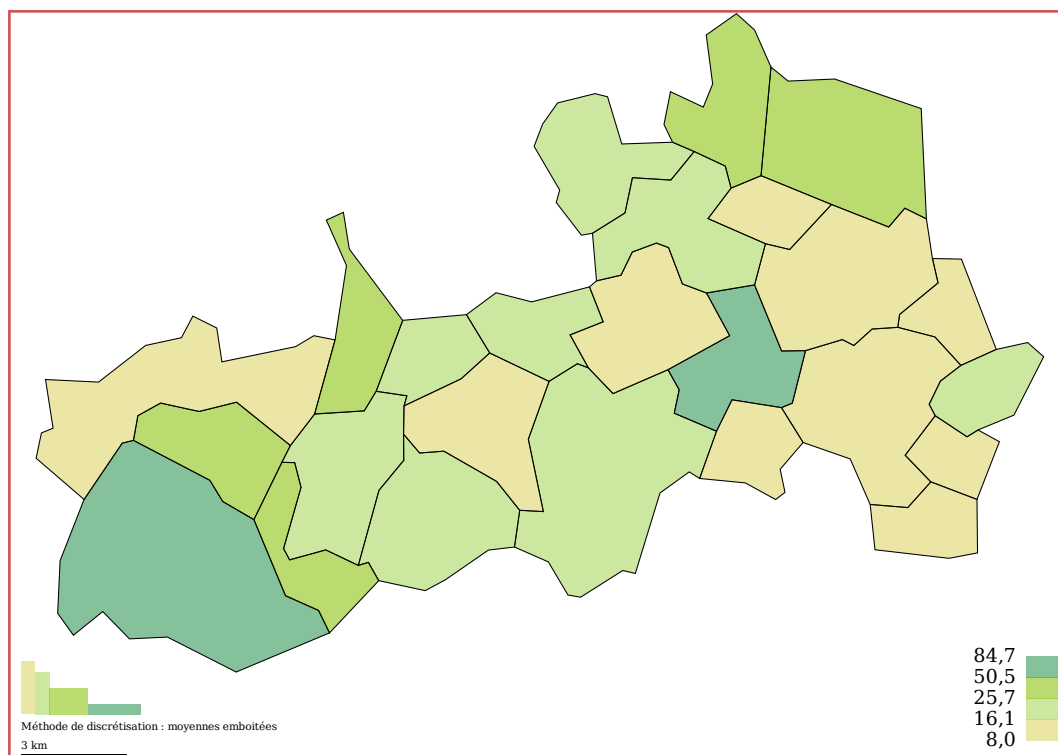 84,7
50,5
25,7
16,1
8,0
Méthode de discrétisation : moyennes emboitées
3 km